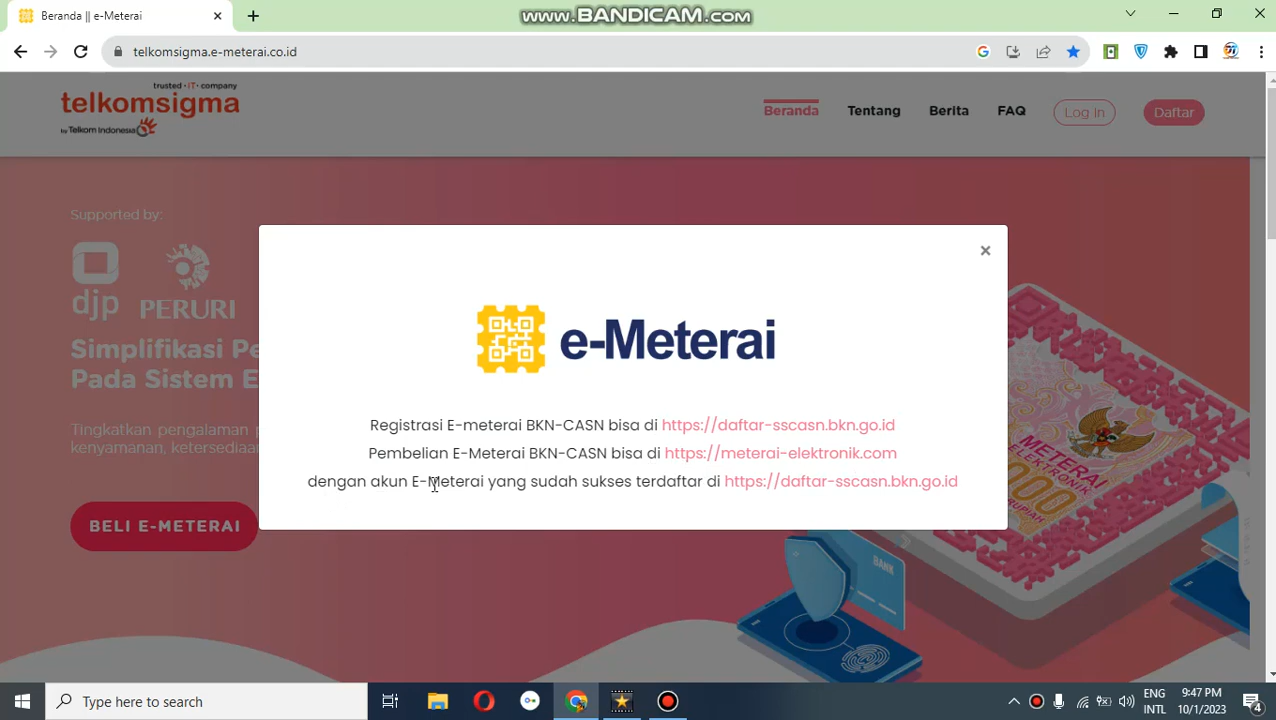 Beranda || e-Meterai
www.BANDICAM.com
telkomsigma.e-meterai.co.id
trusted • IT • company
telkomsigma
by Telkom Indonesia
Beranda
Tentang
Berita
FAQ
Log In
Daftar
Supported by:
djp
PERURI
Simplifikasi Pe
Pada Sistem E
Tingkatkan pengalaman p
kenyamanan, ketersediaan
BELI E-METERAI
e-Meterai
Registrasi E-meterai BKN-CASN bisa di https://daftar-sscasn.bkn.go.id
Pembelian E-Meterai BKN-CASN bisa di https://meterai-elektronik.com
dengan akun E-Meterai yang sudah sukses terdaftar di https://daftar-sscasn.bkn.go.id
METERAI
ELEKTRONIK
RUPIAH
BANK
Type here to search
ENG
INTL
9:47 PM
10/1/2023
4